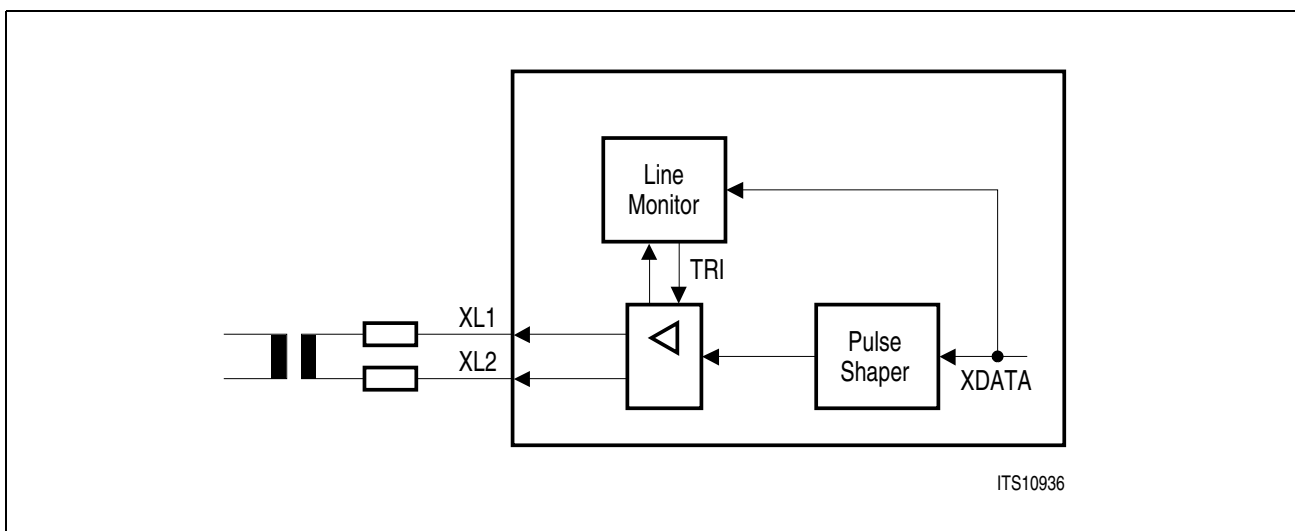 Line
Monitor
TRI
XL1
XL2
Pulse
Shaper
XDATA
ITS10936